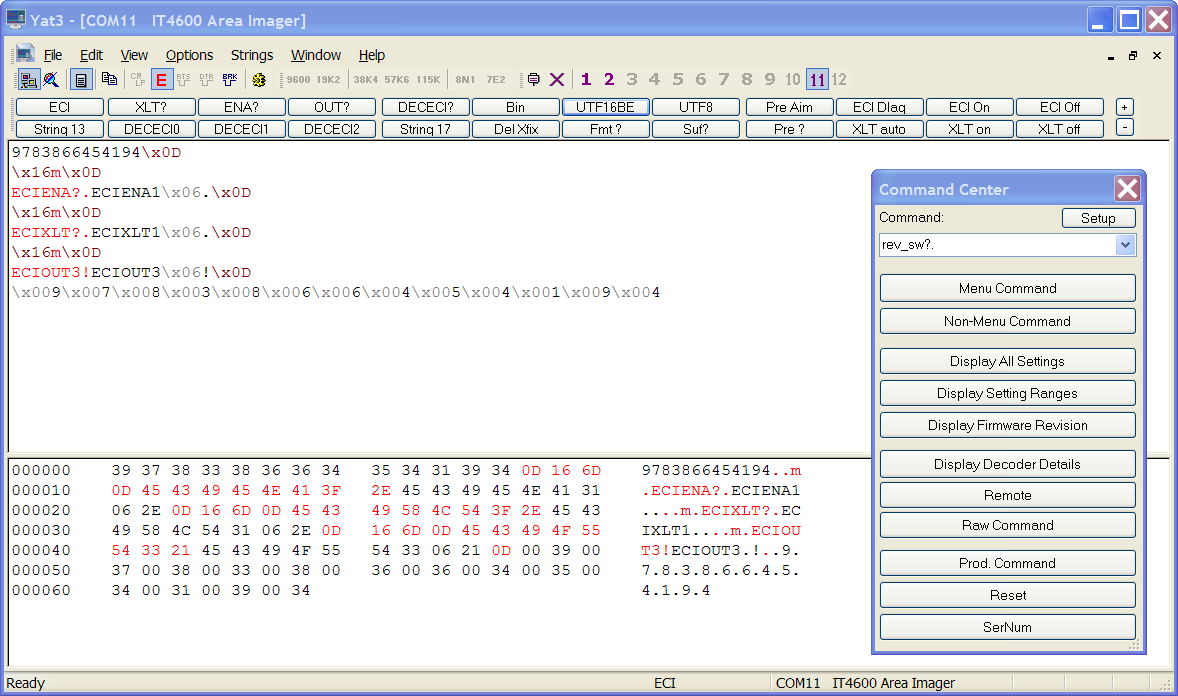 Yat3 - [COM11   IT4600 Area Imager]
File Edit View Options Strings Window Help
CR LF E RTS DTR BRK 9600 19K2 38K4 57K6 115K 8N1 7E2 1 2 3 4 5 6 7 8 9 10 11 12
ECI XLT? ENA? OUT? DECECI? Bin UTF16BE UTF8 Pre Aim ECI Dlaq ECI On ECI Off +
String 13 DECECI0 DECECI1 DECECI2 String 17 Del Xfix Fmt ? Suf? Pre ? XLT auto XLT on XLT off -
9783866454194\x0D
\x16m\x0D
ECIENA?.ECIENA1\x06.\x0D
\x16m\x0D
ECIXLT?.ECIXLT1\x06.\x0D
\x16m\x0D
ECIOUT3!ECIOUT3\x06!\x0D
\x009\x007\x008\x003\x008\x006\x006\x004\x005\x004\x001\x009\x004
Command Center
Command:
Setup
rev_sw?.
Menu Command
Non-Menu Command
Display All Settings
Display Setting Ranges
Display Firmware Revision
Display Decoder Details
Remote
Raw Command
Prod. Command
Reset
SerNum
000000 39 37 38 33 38 36 36 34 35 34 31 39 34 0D 16 6D 9783866454194..m
000010 0D 45 43 49 45 4E 41 3F 2E 45 43 49 45 4E 41 31 .ECIENA?.ECIENA1
000020 06 2E 0D 16 6D 0D 45 43 49 58 4C 54 3F 2E 45 43 ....m.ECIXLT?.EC
000030 49 58 4C 54 31 06 2E 0D 16 6D 0D 45 43 49 4F 55 IXLT1....m.ECIOU
000040 54 33 21 45 43 49 4F 55 54 33 06 21 0D 00 39 00 T3!ECIOUT3.!..9.
000050 37 00 38 00 33 00 38 00 36 00 36 00 34 00 35 00 7.8.3.8.6.6.4.5.
000060 34 00 31 00 39 00 34 4.1.9.4
Ready ECI COM11 IT4600 Area Imager